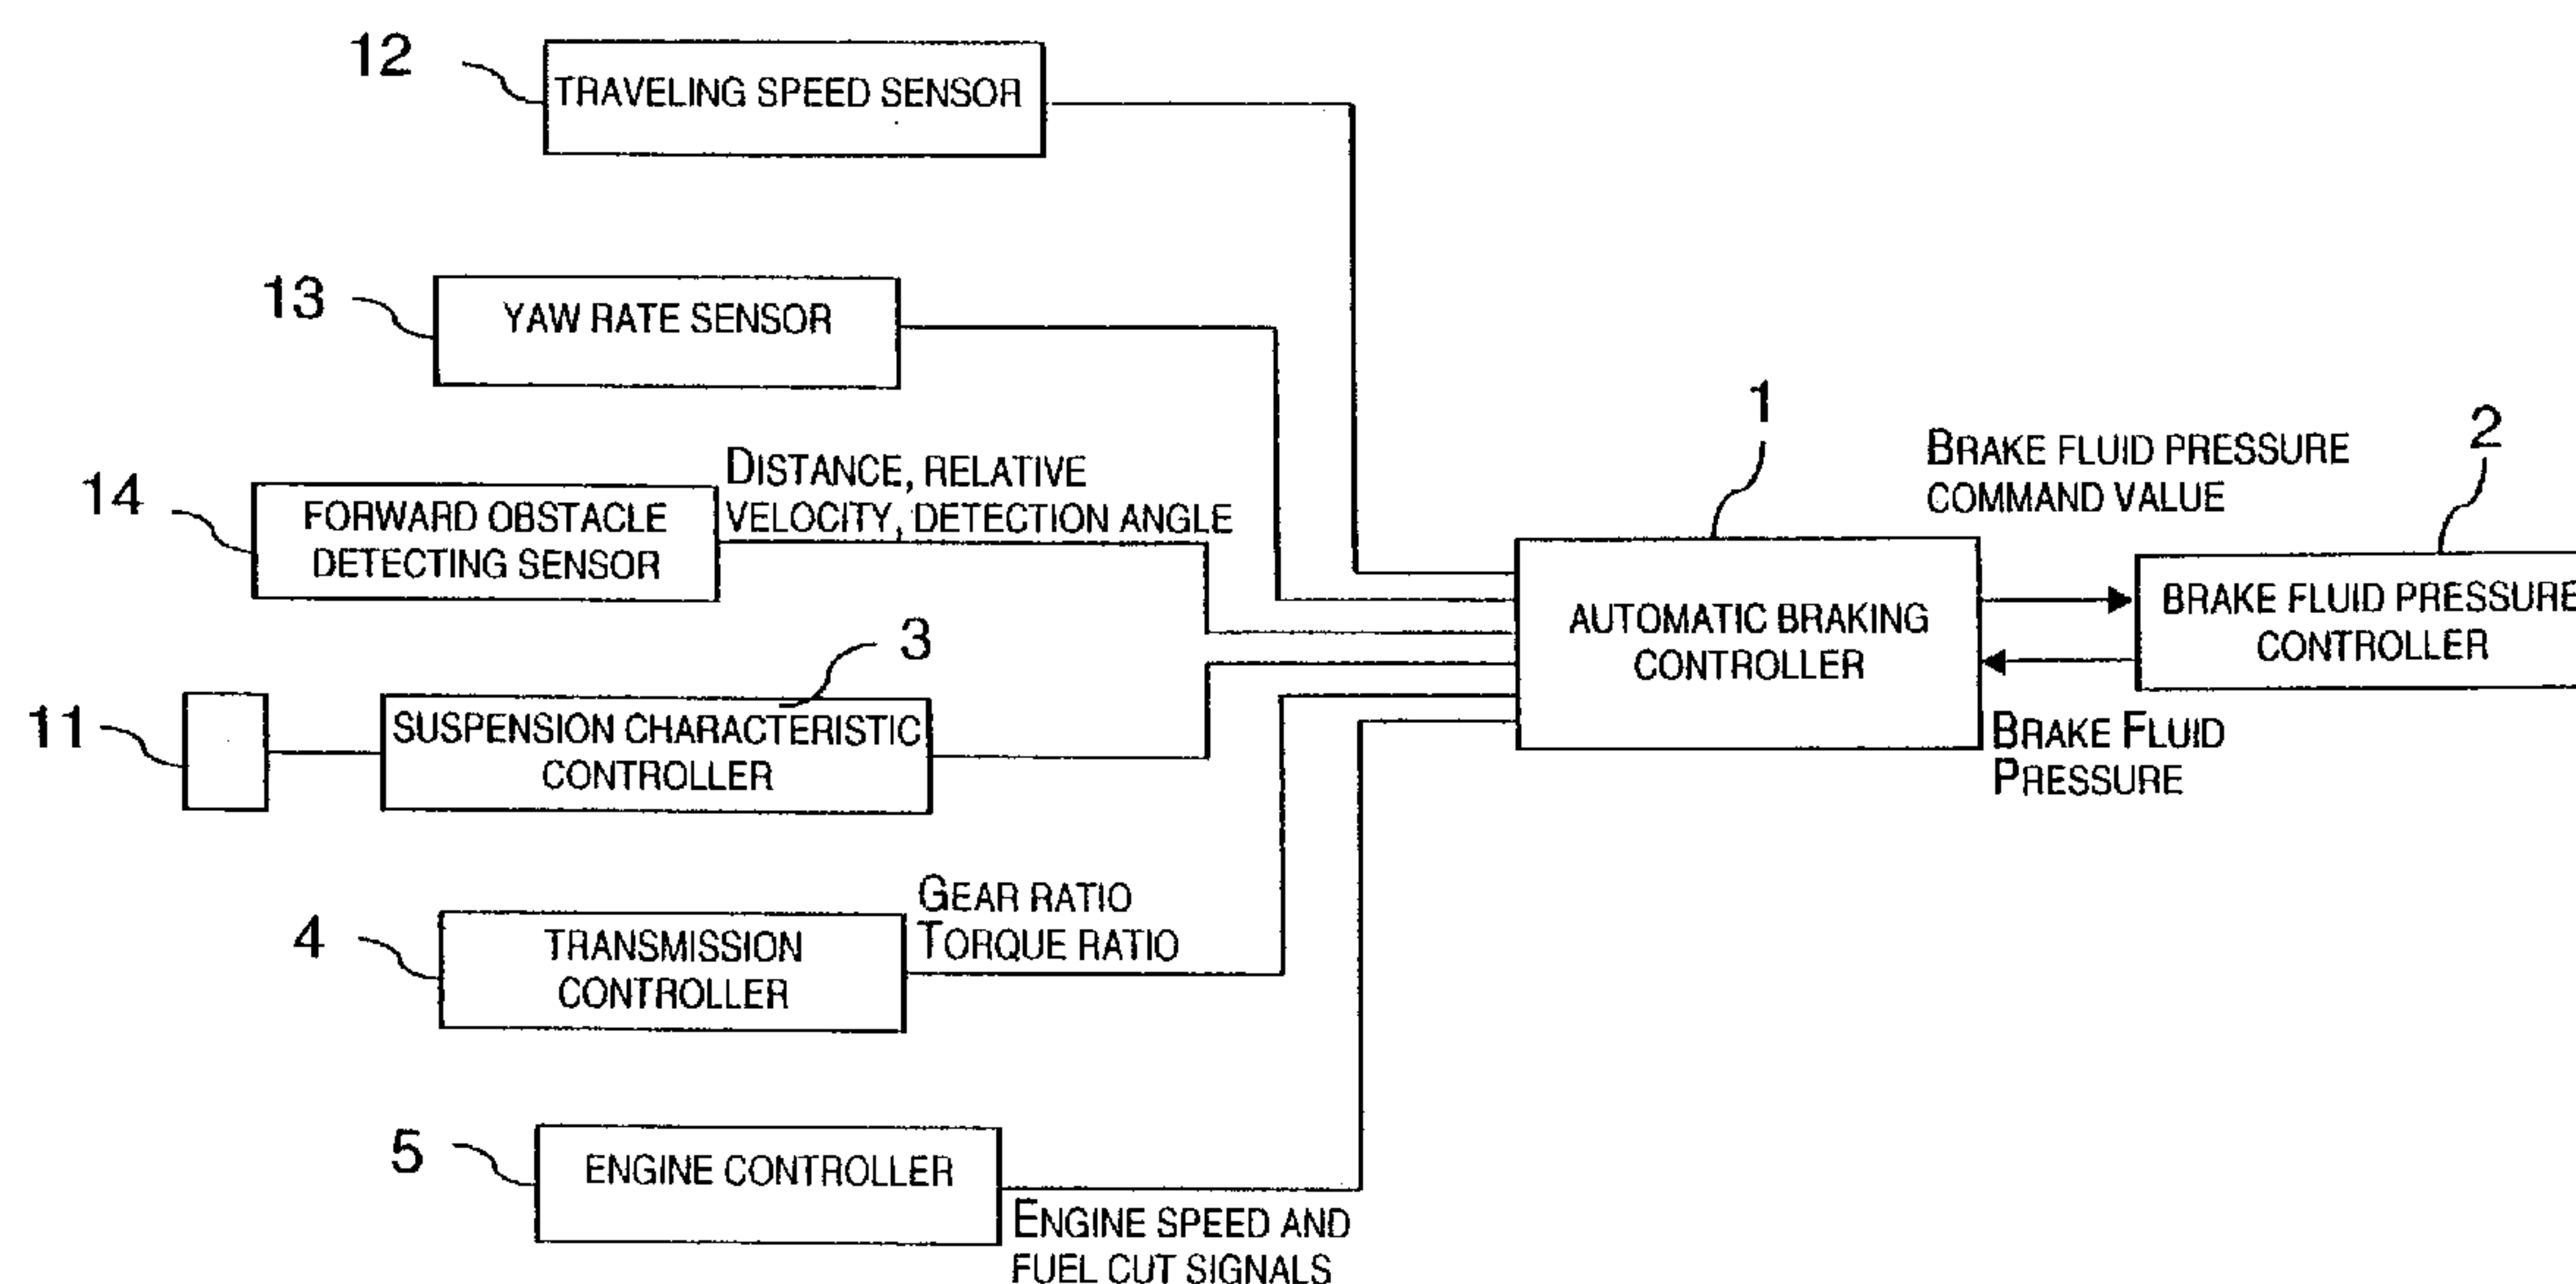 12
TRAVELING SPEED SENSOR
13
YAW RATE SENSOR
14
FORWARD OBSTACLE
DETECTING SENSOR
DISTANCE, RELATIVE
VELOCITY, DETECTION ANGLE
3
11
SUSPENSION CHARACTERISTIC
CONTROLLER
4
TRANSMISSION
CONTROLLER
GEAR RATIO
TORQUE RATIO
5
ENGINE CONTROLLER
ENGINE SPEED AND
FUEL CUT SIGNALS
1
AUTOMATIC BRAKING
CONTROLLER
BRAKE FLUID PRESSURE
COMMAND VALUE
2
BRAKE FLUID PRESSURE
CONTROLLER
BRAKE FLUID
PRESSURE